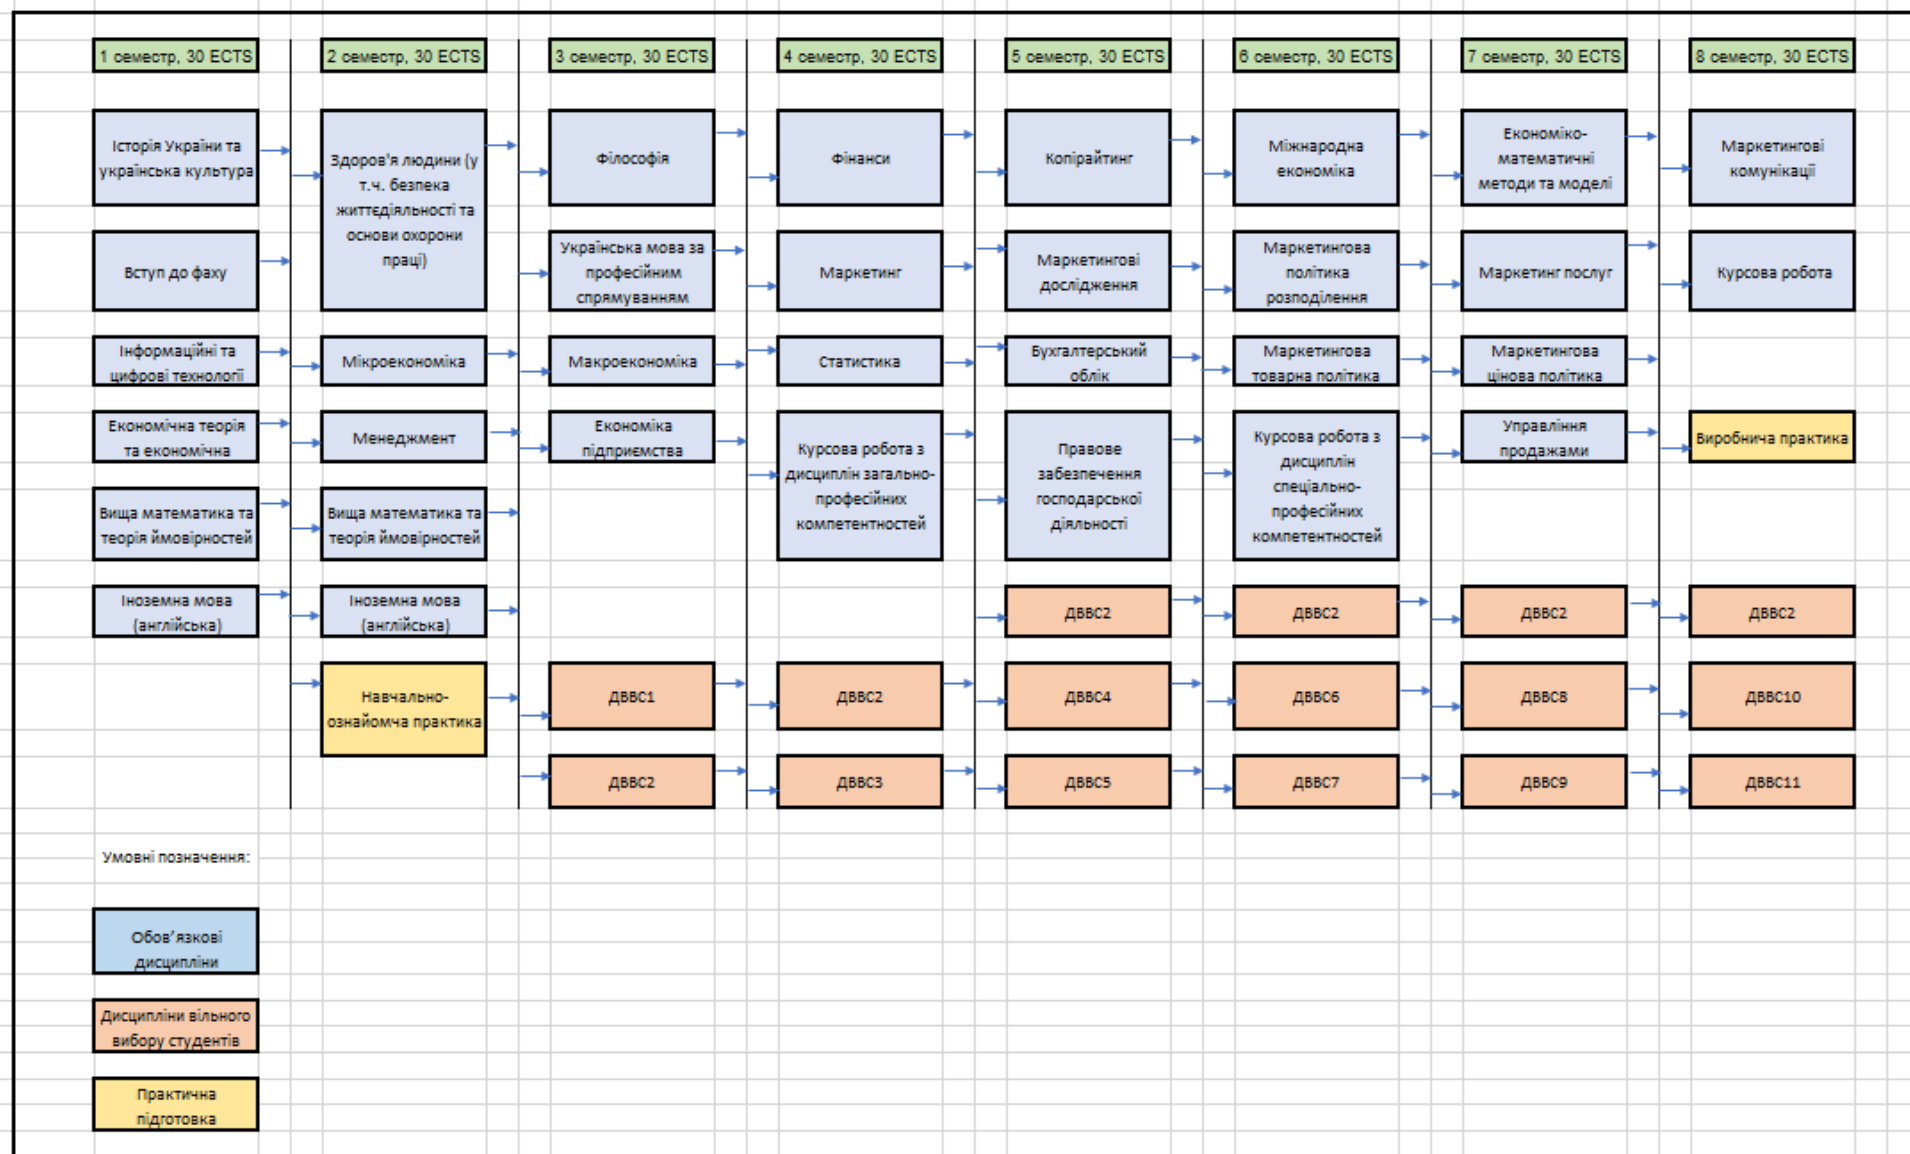 1 семестр, 30 ECTS
2 семестр, 30 ECTS
3 семестр, 30 ECTS
4 семестр, 30 ECTS
5 семестр, 30 ECTS
6 семестр, 30 ECTS
7 семестр, 30 ECTS
8 семестр, 30 ECTS
Історія України та
українська культура
Здоров'я людини (у
т.ч. безпека
життєдіяльності та
основи охорони
праці)
Філософія
Фінанси
Копірайтинг
Міжнародна
економіка
Економіко-
математичні
методи та моделі
Маркетингові
комунікації
Вступ до фаху
Українська мова за
професійним
спрямуванням
Маркетинг
Маркетингові
дослідження
Маркетингова
політика
розподілення
Маркетинг послуг
Курсова робота
Інформаційні та
цифрові технології
Мікроекономіка
Макроекономіка
Статистика
Бухгалтерський
облік
Маркетингова
товарна політика
Маркетингова
цінова політика
Економічна теорія
та економічна
Менеджмент
Економіка
підприємства
Курсова робота з
дисциплін загально-
професійних
компетентностей
Правове
забезпечення
господарської
діяльності
Курсова робота з
дисциплін
спеціально-
професійних
компетентностей
Управління
продажами
Виробнича практика
Вища математика та
теорія ймовірностей
Вища математика та
теорія ймовірностей
Іноземна мова
(англійська)
Іноземна мова
(англійська)
ДВВС2
ДВВС2
ДВВС2
ДВВС2
Навчально-
ознайомча практика
ДВВС1
ДВВС2
ДВВС4
ДВВС6
ДВВС8
ДВВС10
ДВВС2
ДВВС3
ДВВС5
ДВВС7
ДВВС9
ДВВС11
Умовні позначення:
Обов'язкові
дисципліни
Дисципліни вільного
вибору студентів
Практична
підготовка